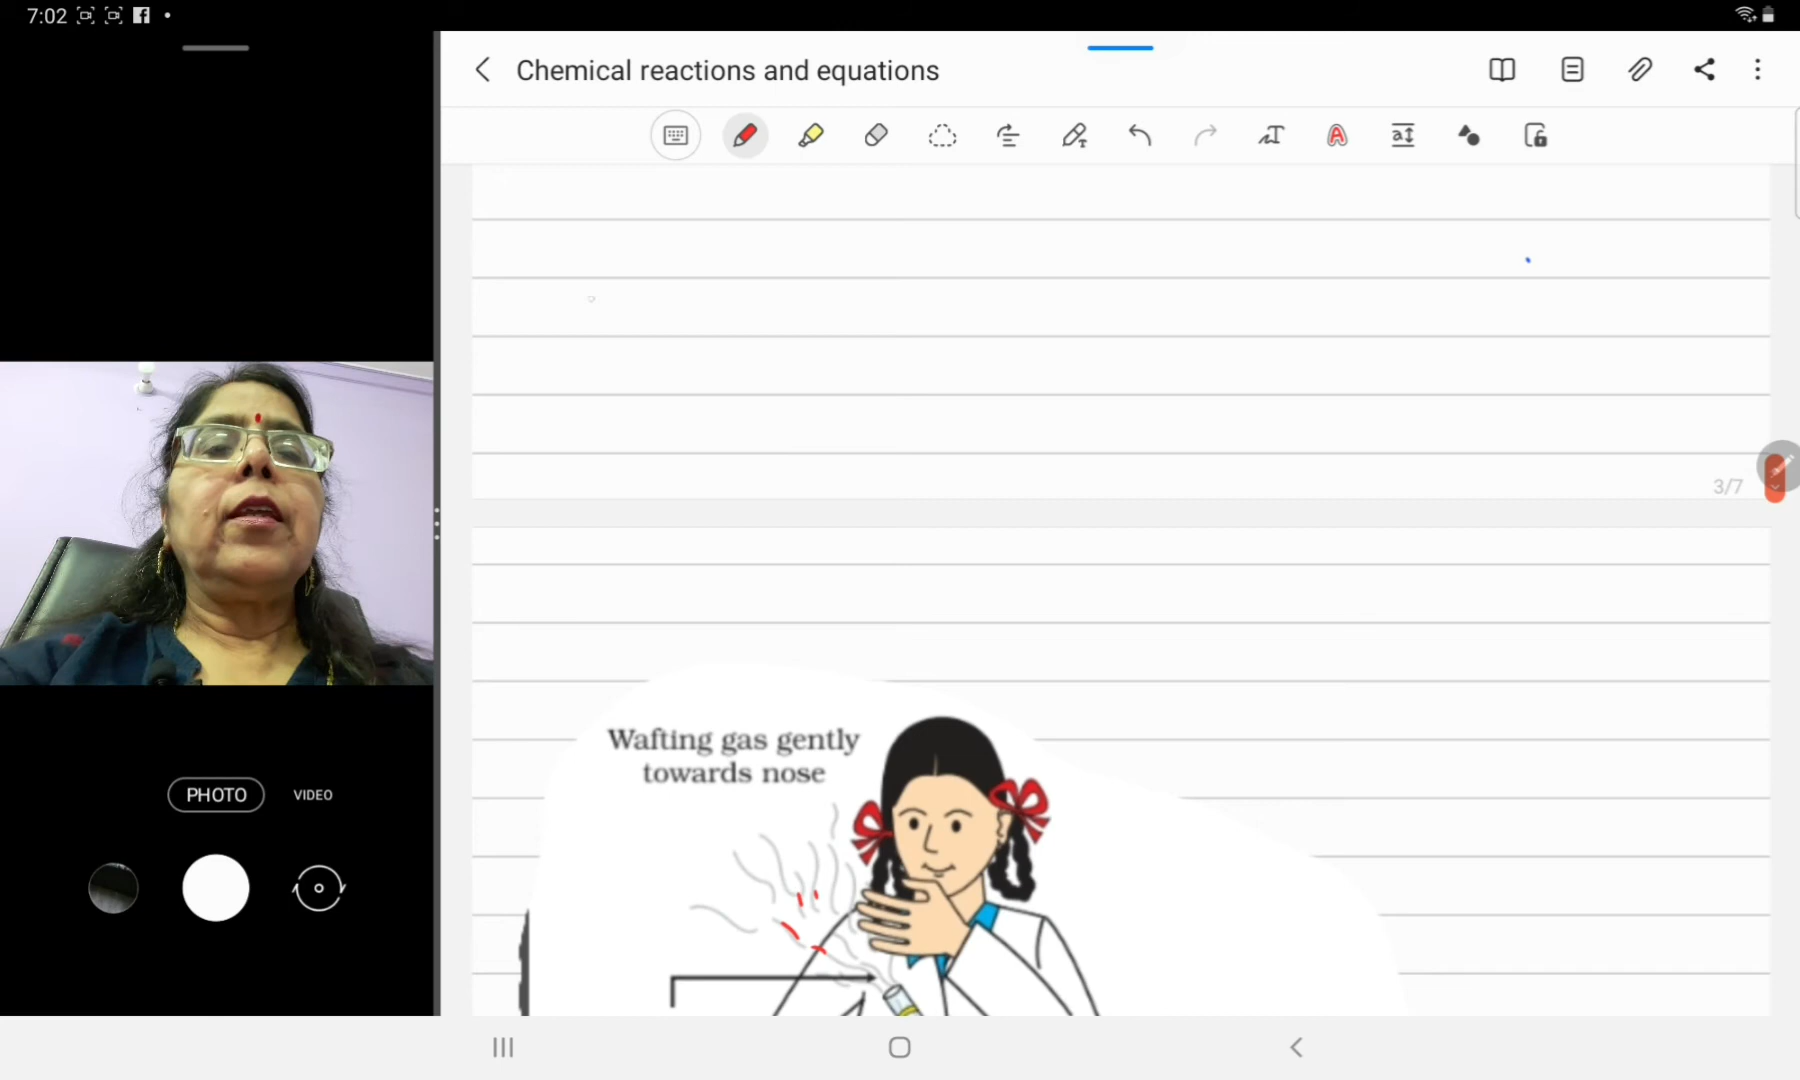 7:02
Chemical reactions and equations
3/7
Wafting gas gently
towards nose
PHOTO VIDEO